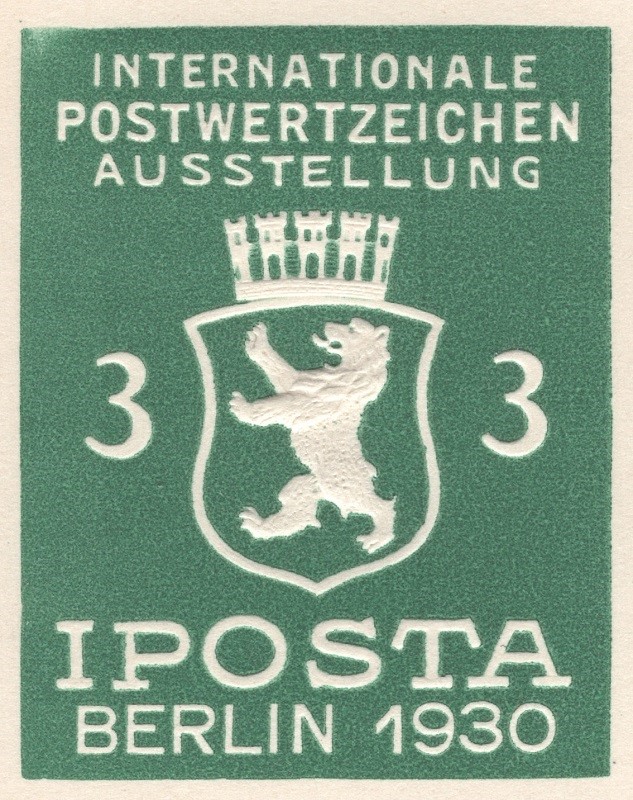 INTERNATIONALE
POSTWERTZEICHEN
AUSSTELLUNG
3 3
IPOSTA
BERLIN 1930